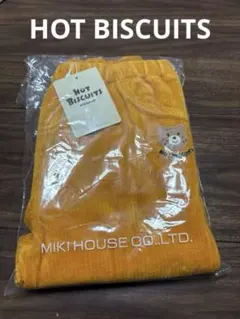 HOT BISCUITS
HOT
BISCUITS
MIKI HOUSE CO.,LTD.